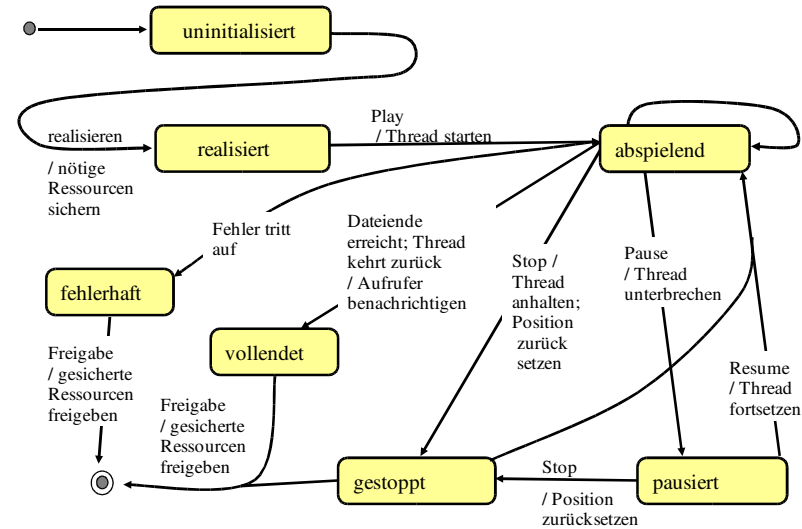 uninitialisiert
realisieren
/ nötige
Ressourcen
sichern
realisiert
Play
/ Thread starten
abspielend
Fehler tritt
auf
Dateiende
erreicht; Thread
kehrt zurück
/ Aufrufer
benachrichtigen
Stop /
Thread
anhalten;
Position
zurück
setzen
Pause
/ Thread
unterbrechen
fehlerhaft
vollendet
Freigabe
/ gesicherte
Ressourcen
freigeben
Freigabe
/ gesicherte
Ressourcen
freigeben
Resume
/ Thread
fortsetzen
gestoppt
Stop
/ Position
zurücksetzen
pausiert